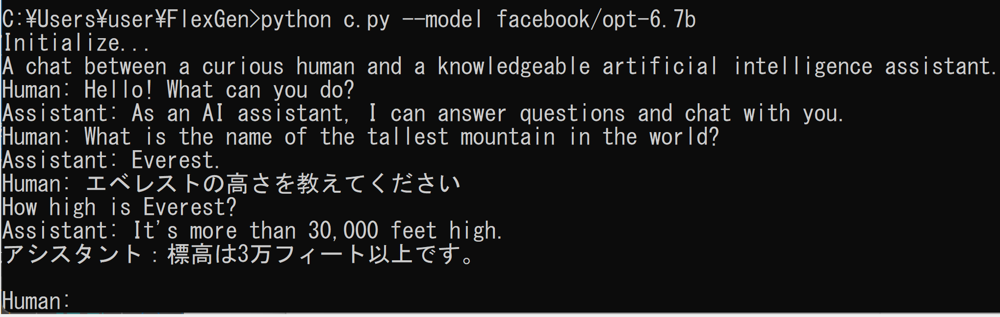 C:¥Users¥user¥FlexGen>python c.py --model facebook/opt-6.7b
Initialize...
A chat between a curious human and a knowledgeable artificial intelligence assistant.
Human: Hello! What can you do?
Assistant: As an AI assistant, I can answer questions and chat with you.
Human: What is the name of the tallest mountain in the world?
Assistant: Everest.
Human: エベレストの高さを教えてください
How high is Everest?
Assistant: It's more than 30,000 feet high.
アシスタント：標高は3万フィート以上です。
Human: